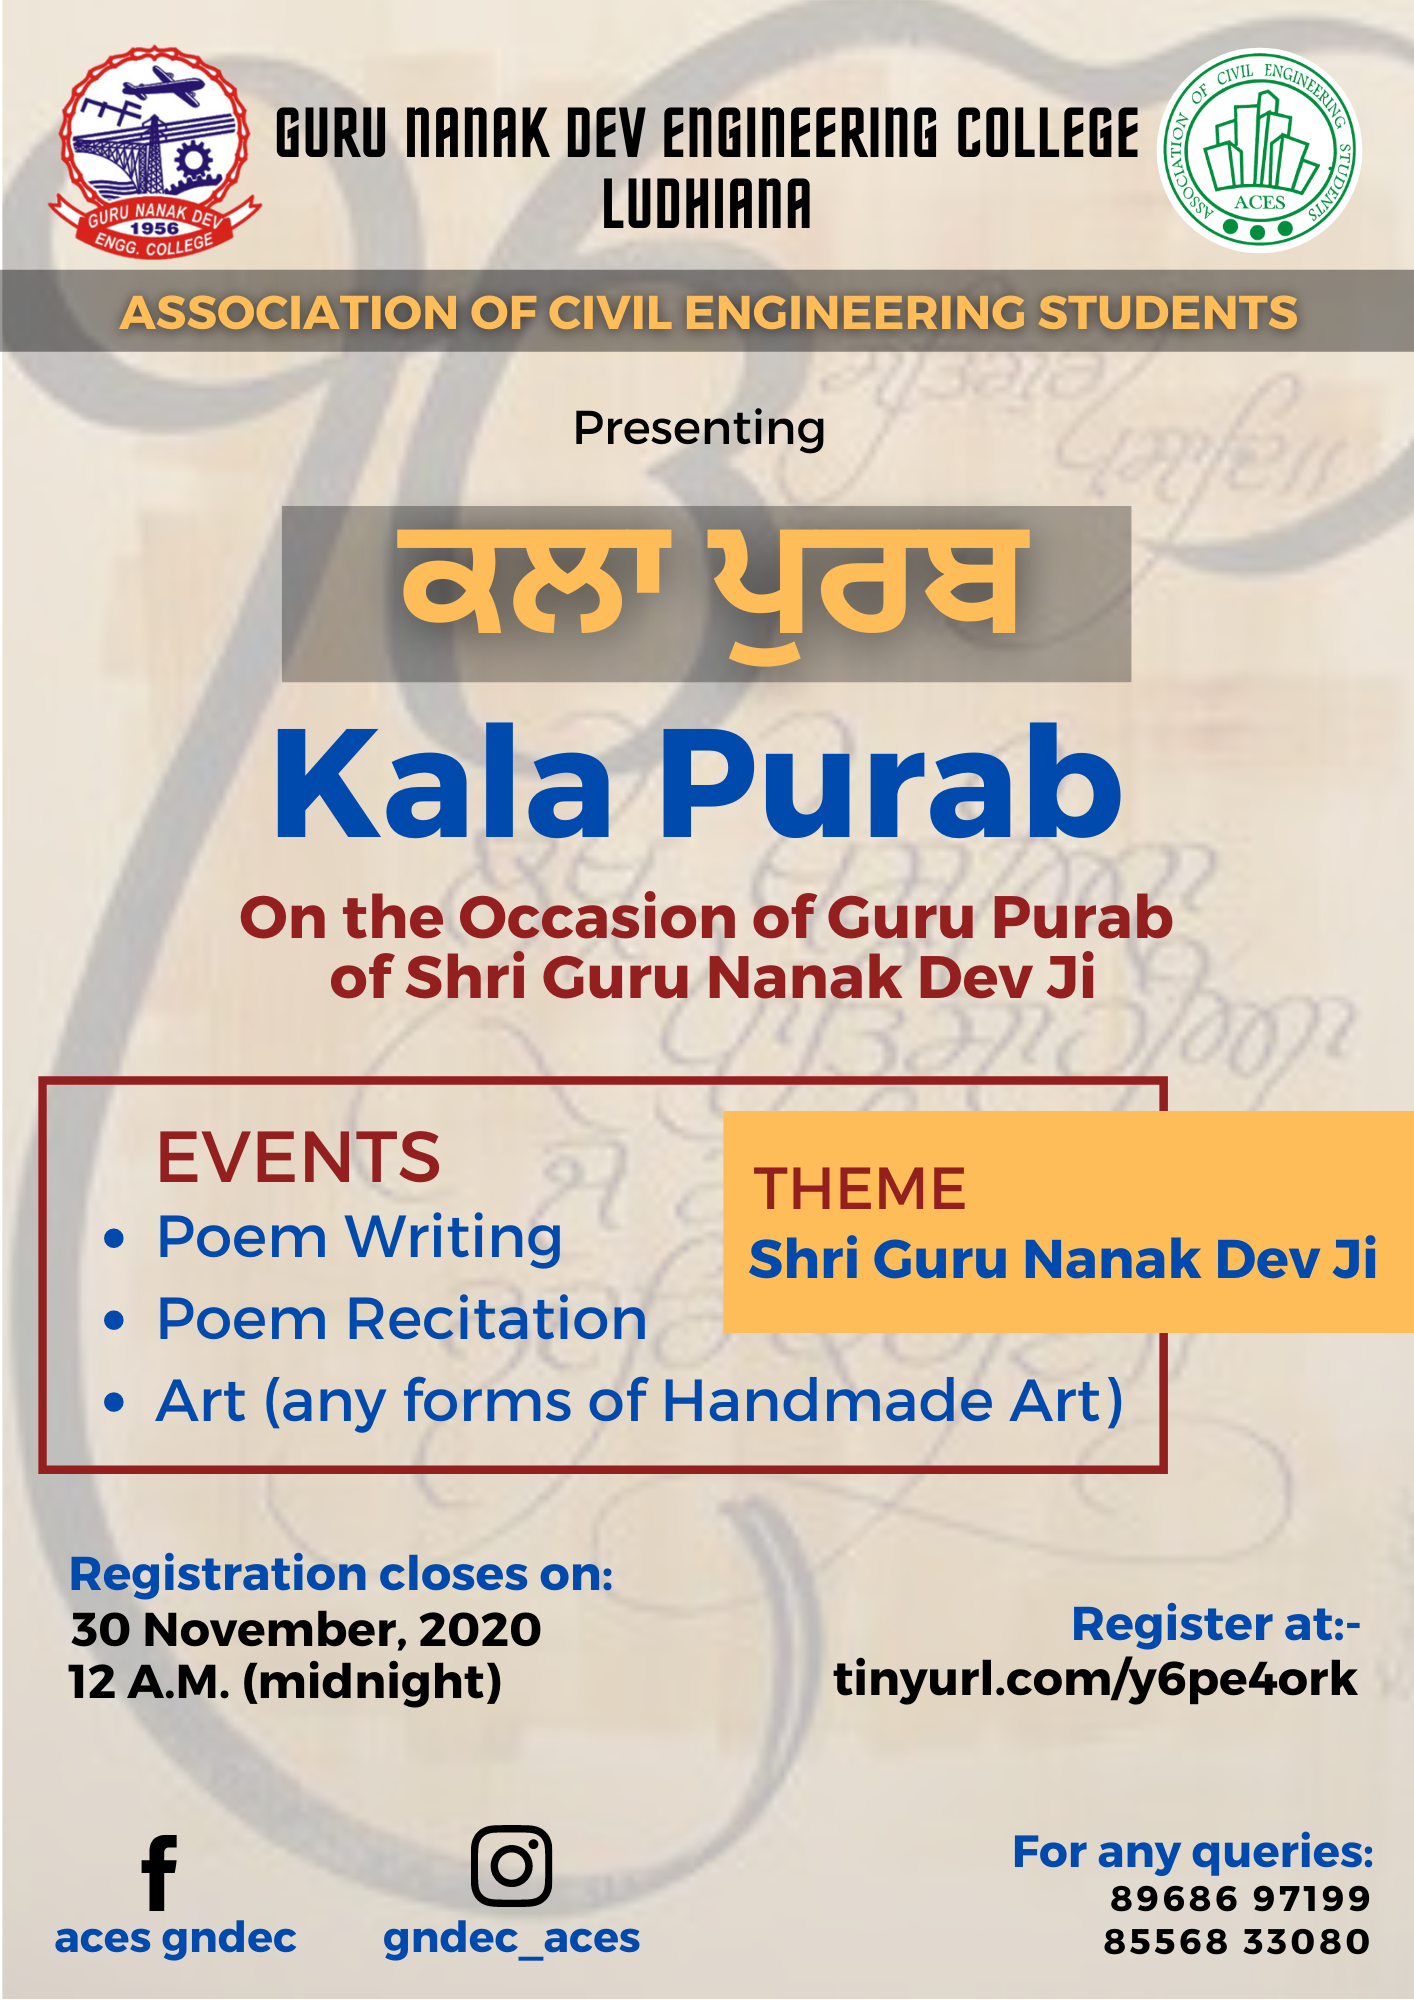 GURU NANAK DEV ENGINEERING COLLEGE
LUDHIANA
GURU NANAK DEV
1956
ENGG. COLLEGE
ASSOCIATION OF CIVIL ENGINEERING STUDENTS
ACES
ASSOCIATION OF CIVIL ENGINEERING STUDENTS
Presenting
ਕਲਾ ਪੁਰਬ
Kala Purab
On the Occasion of Guru Purab
of Shri Guru Nanak Dev Ji
EVENTS
• Poem Writing
• Poem Recitation
• Art (any forms of Handmade Art)
THEME
Shri Guru Nanak Dev Ji
Registration closes on:
30 November, 2020
12 A.M. (midnight)
Register at:-
tinyurl.com/y6pe4ork
aces gndec
gndec_aces
For any queries:
89686 97199
85568 33080